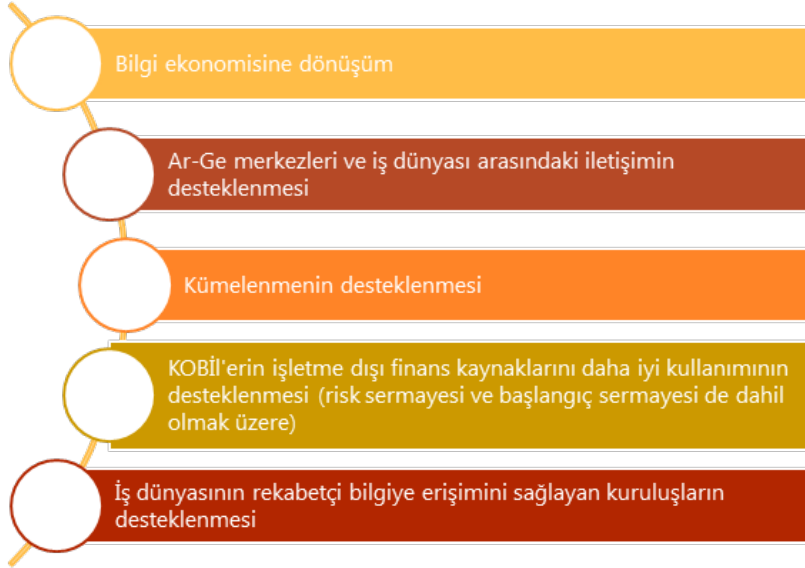 Bilgi ekonomisine dönüşüm
Ar-Ge merkezleri ve iş dünyası arasındaki iletişimin
desteklenmesi
Kümelenmenin desteklenmesi
KOBİl'erin işletme dışı finans kaynaklarını daha iyi kullanımının
desteklenmesi (risk sermayesi ve başlangıç sermayesi de dahil
olmak üzere)
İş dünyasının rekabetçi bilgiye erişimini sağlayan kuruluşların
desteklenmesi